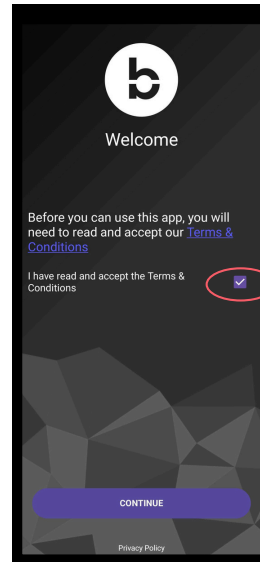 b
Welcome
Before you can use this app, you will
need to read and accept our Terms &
Conditions
I have read and accept the Terms &
Conditions
CONTINUE
Privacy Policy